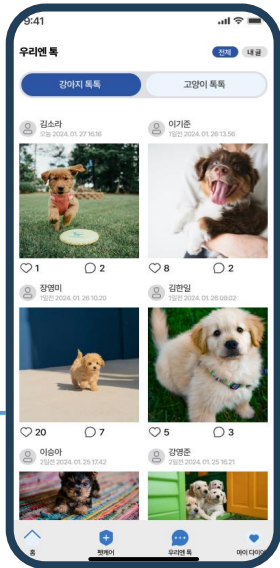 9:41
우리엔 톡
전체 내글
강아지 톡톡 고양이 톡톡
김소라
오늘 2024. 01. 27 16:18
이기준
1일전 2024. 01. 26 13:56
1 2
8 2
장영미
1일전 2024. 01. 26 10:20
김한일
1일전 2024. 01. 26 08:02
20 7
5 3
이승아
2일전 2024. 01. 25 17:42
강영준
2일전 2024. 01. 25 16:21
홈 펫케어 우리엔 톡 마이 다이어